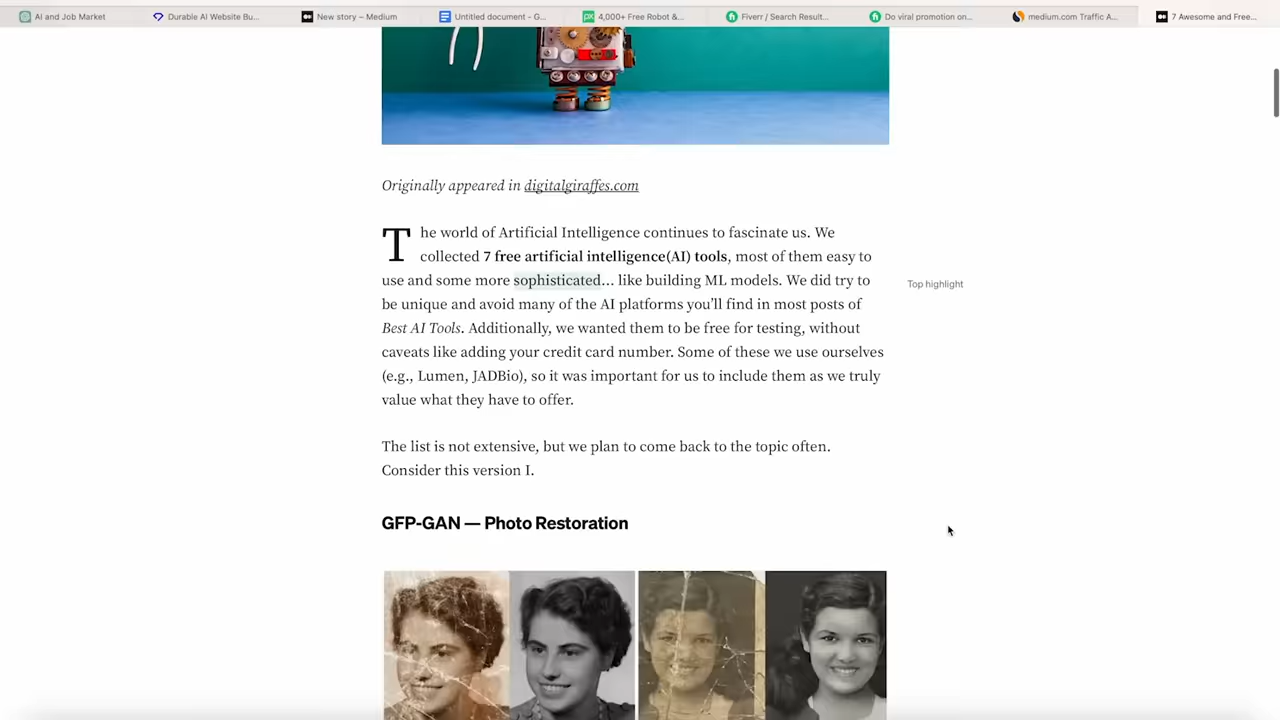 AI and Job Market
Durable AI Website Bu...
New story – Medium
Untitled document - G...
4,000+ Free Robot &...
Fiverr / Search Result...
Do viral promotion on...
medium.com Traffic A...
7 Awesome and Free...
Originally appeared in digitalgiraffes.com
The world of Artificial Intelligence continues to fascinate us. We
collected 7 free artificial intelligence(AI) tools, most of them easy to
use and some more sophisticated... like building ML models. We did try to
be unique and avoid many of the AI platforms you'll find in most posts of
Best AI Tools. Additionally, we wanted them to be free for testing, without
caveats like adding your credit card number. Some of these we use ourselves
(e.g., Lumen, JADBio), so it was important for us to include them as we truly
value what they have to offer.
Top highlight
The list is not extensive, but we plan to come back to the topic often.
Consider this version I.
GFP-GAN — Photo Restoration